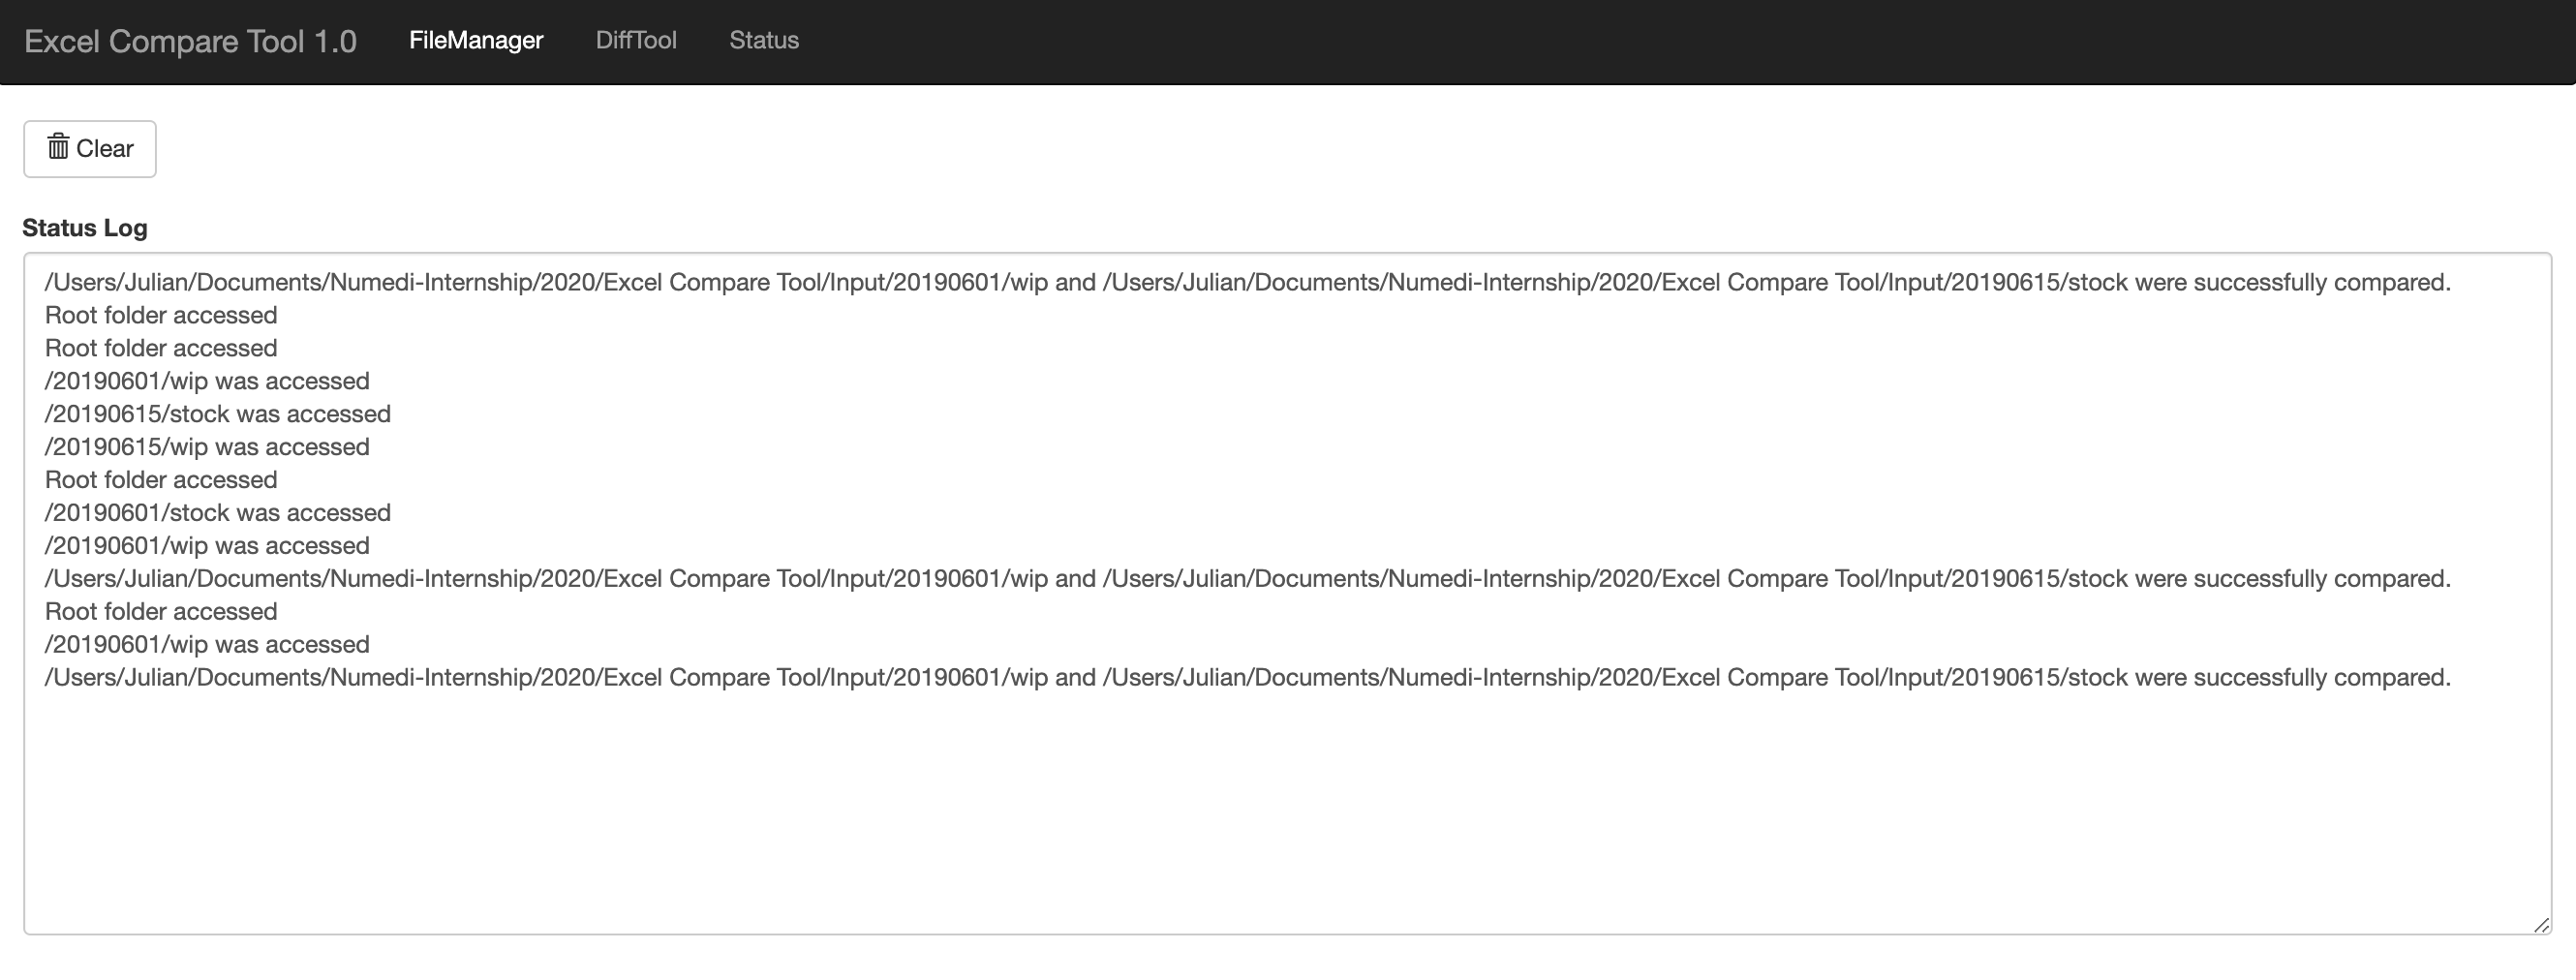 Excel Compare Tool 1.0 FileManager DiffTool Status
Clear
Status Log
/Users/Julian/Documents/Numedi-Internship/2020/Excel Compare Tool/Input/20190601/wip and /Users/Julian/Documents/Numedi-Internship/2020/Excel Compare Tool/Input/20190615/stock were successfully compared.
Root folder accessed
Root folder accessed
/20190601/wip was accessed
/20190615/stock was accessed
/20190615/wip was accessed
Root folder accessed
/20190601/stock was accessed
/20190601/wip was accessed
/Users/Julian/Documents/Numedi-Internship/2020/Excel Compare Tool/Input/20190601/wip and /Users/Julian/Documents/Numedi-Internship/2020/Excel Compare Tool/Input/20190615/stock were successfully compared.
Root folder accessed
/20190601/wip was accessed
/Users/Julian/Documents/Numedi-Internship/2020/Excel Compare Tool/Input/20190601/wip and /Users/Julian/Documents/Numedi-Internship/2020/Excel Compare Tool/Input/20190615/stock were successfully compared.